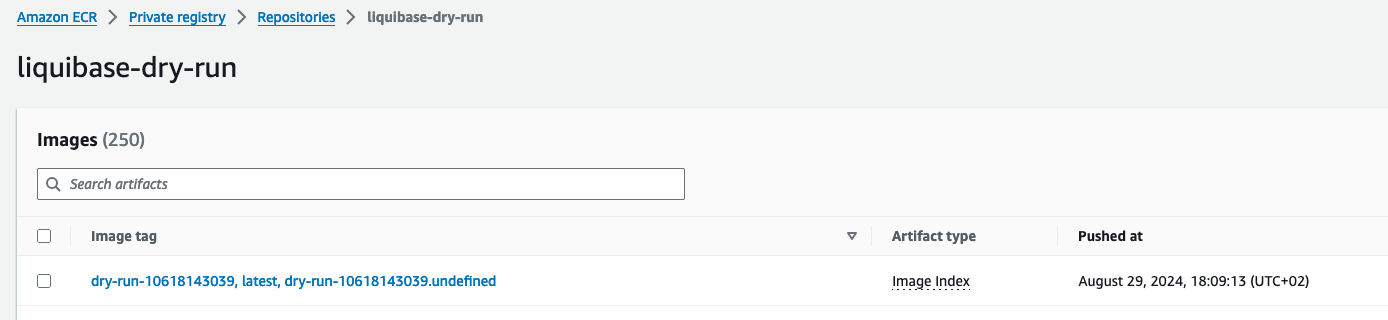 Amazon ECR > Private registry > Repositories > liquibase-dry-run
liquibase-dry-run
Images (250)
Search artifacts
Image tag Artifact type Pushed at
dry-run-10618143039, latest, dry-run-10618143039.undefined Image Index August 29, 2024, 18:09:13 (UTC+02)